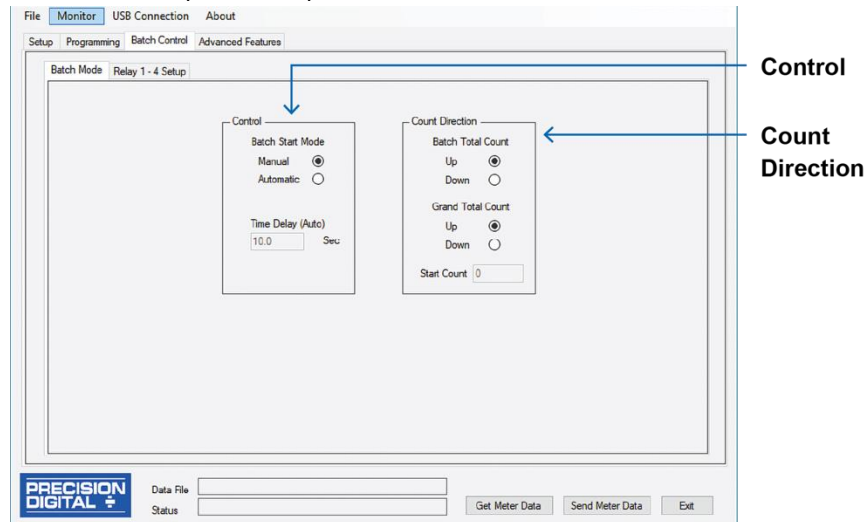 File Monitor USB Connection About
Setup Programming Batch Control Advanced Features
Batch Mode Relay 1 - 4 Setup
Control
Batch Start Mode
Manual
Automatic
Time Delay (Auto)
10.0 Sec
Count Direction
Batch Total Count
Up
Down
Grand Total Count
Up
Down
Start Count 0
Control
Count
Direction
PRECISION
DIGITAL
Data File
Status
Get Meter Data Send Meter Data Exit